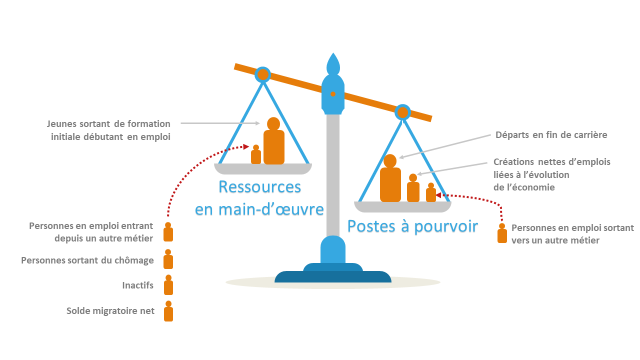 Jeunes sortant de formation
initiale débutant en emploi
Ressources
en main-d'œuvre
Personnes en emploi entrant
depuis un autre métier
Personnes sortant du chômage
Inactifs
Solde migratoire net
Départs en fin de carrière
Créations nettes d'emplois
liées à l'évolution
de l'économie
Postes à pourvoir
Personnes en emploi sortant
vers un autre métier